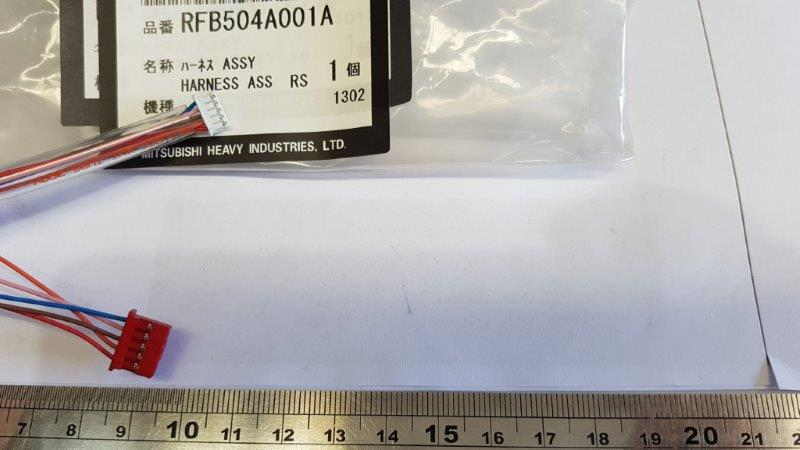 品番 RFB504A001A
名称 ハーネス ASSY
HARNESS ASS RS 1個
機種 1302
MITSUBISHI HEAVY INDUSTRIES, LTD.
7 8 9 10 11 12 13 14 15 16 17 18 19 20 21